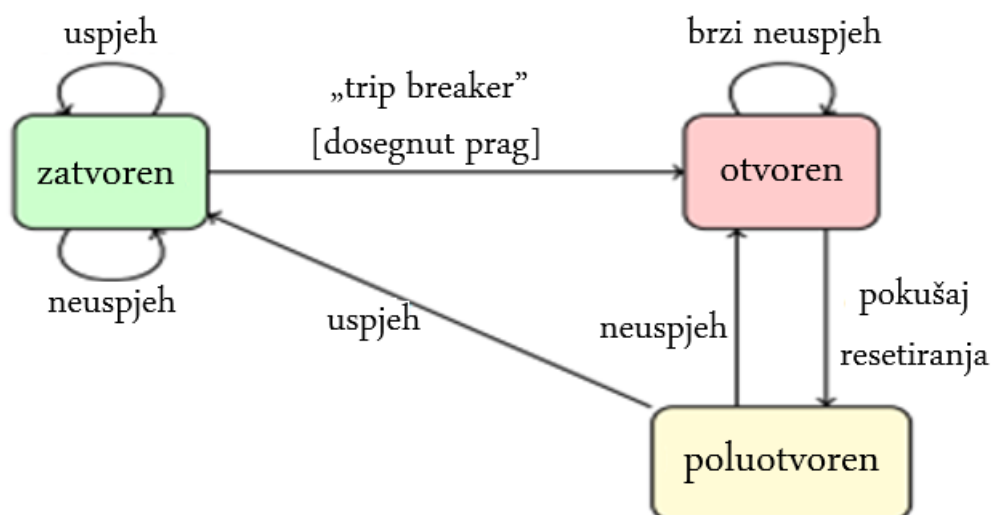 uspjeh
brzi neuspjeh
„trip breaker”
[dosegnut prag]
zatvoren
otvoren
neuspjeh
uspjeh
neuspjeh
pokušaj
resetiranja
poluotvoren